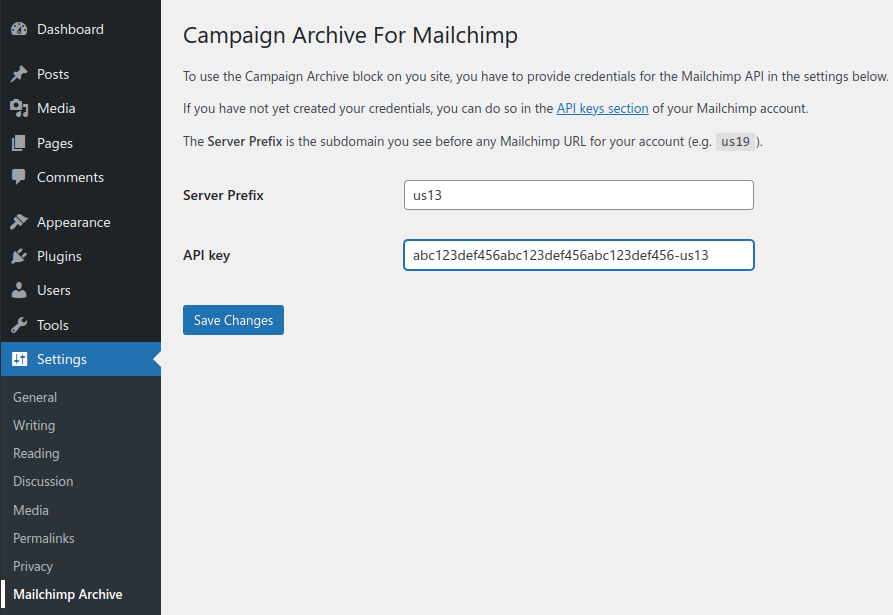 Dashboard
Posts
Media
Pages
Comments
Appearance
Plugins
Users
Tools
Settings
General
Writing
Reading
Discussion
Media
Permalinks
Privacy
Mailchimp Archive
Campaign Archive For Mailchimp
To use the Campaign Archive block on you site, you have to provide credentials for the Mailchimp API in the settings below.
If you have not yet created your credentials, you can do so in the API keys section of your Mailchimp account.
The Server Prefix is the subdomain you see before any Mailchimp URL for your account (e.g. us19 ).
Server Prefix us13
API key abc123def456abc123def456abc123def456-us13
Save Changes